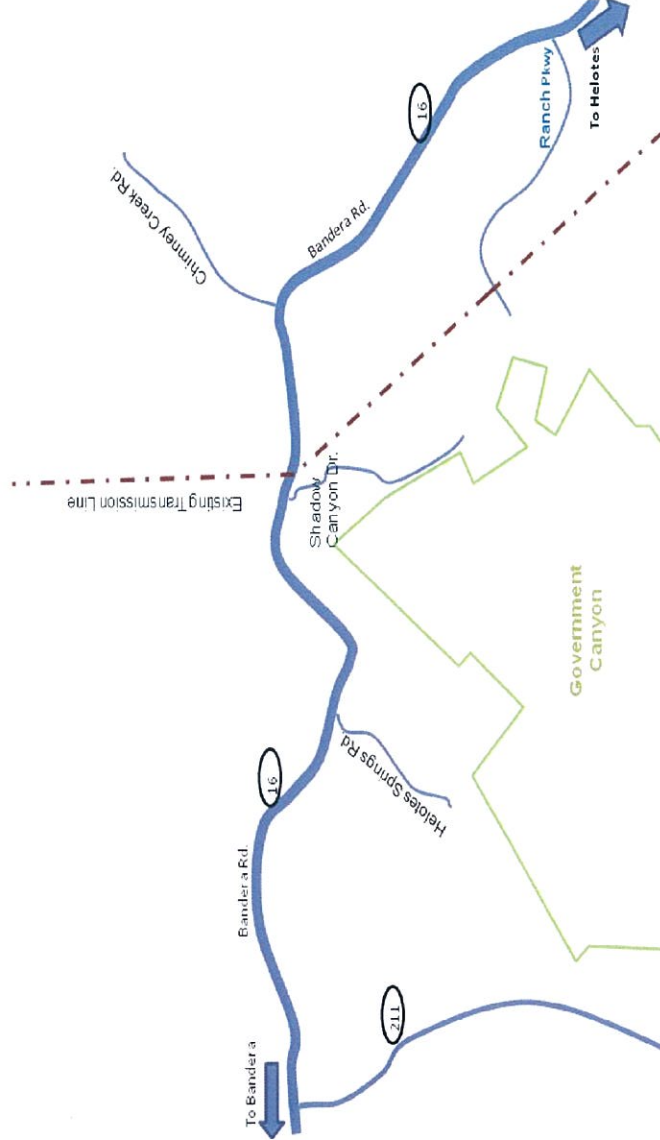 To Bandera
Bandera Rd.
16
211
Helotes Springs Rd
Existing Transmission Line
Shadow
Canyon Dr.
Government
Canyon
Chimney Creek Rd.
Bandera Rd.
16
Ranch Pkwy
To Helotes